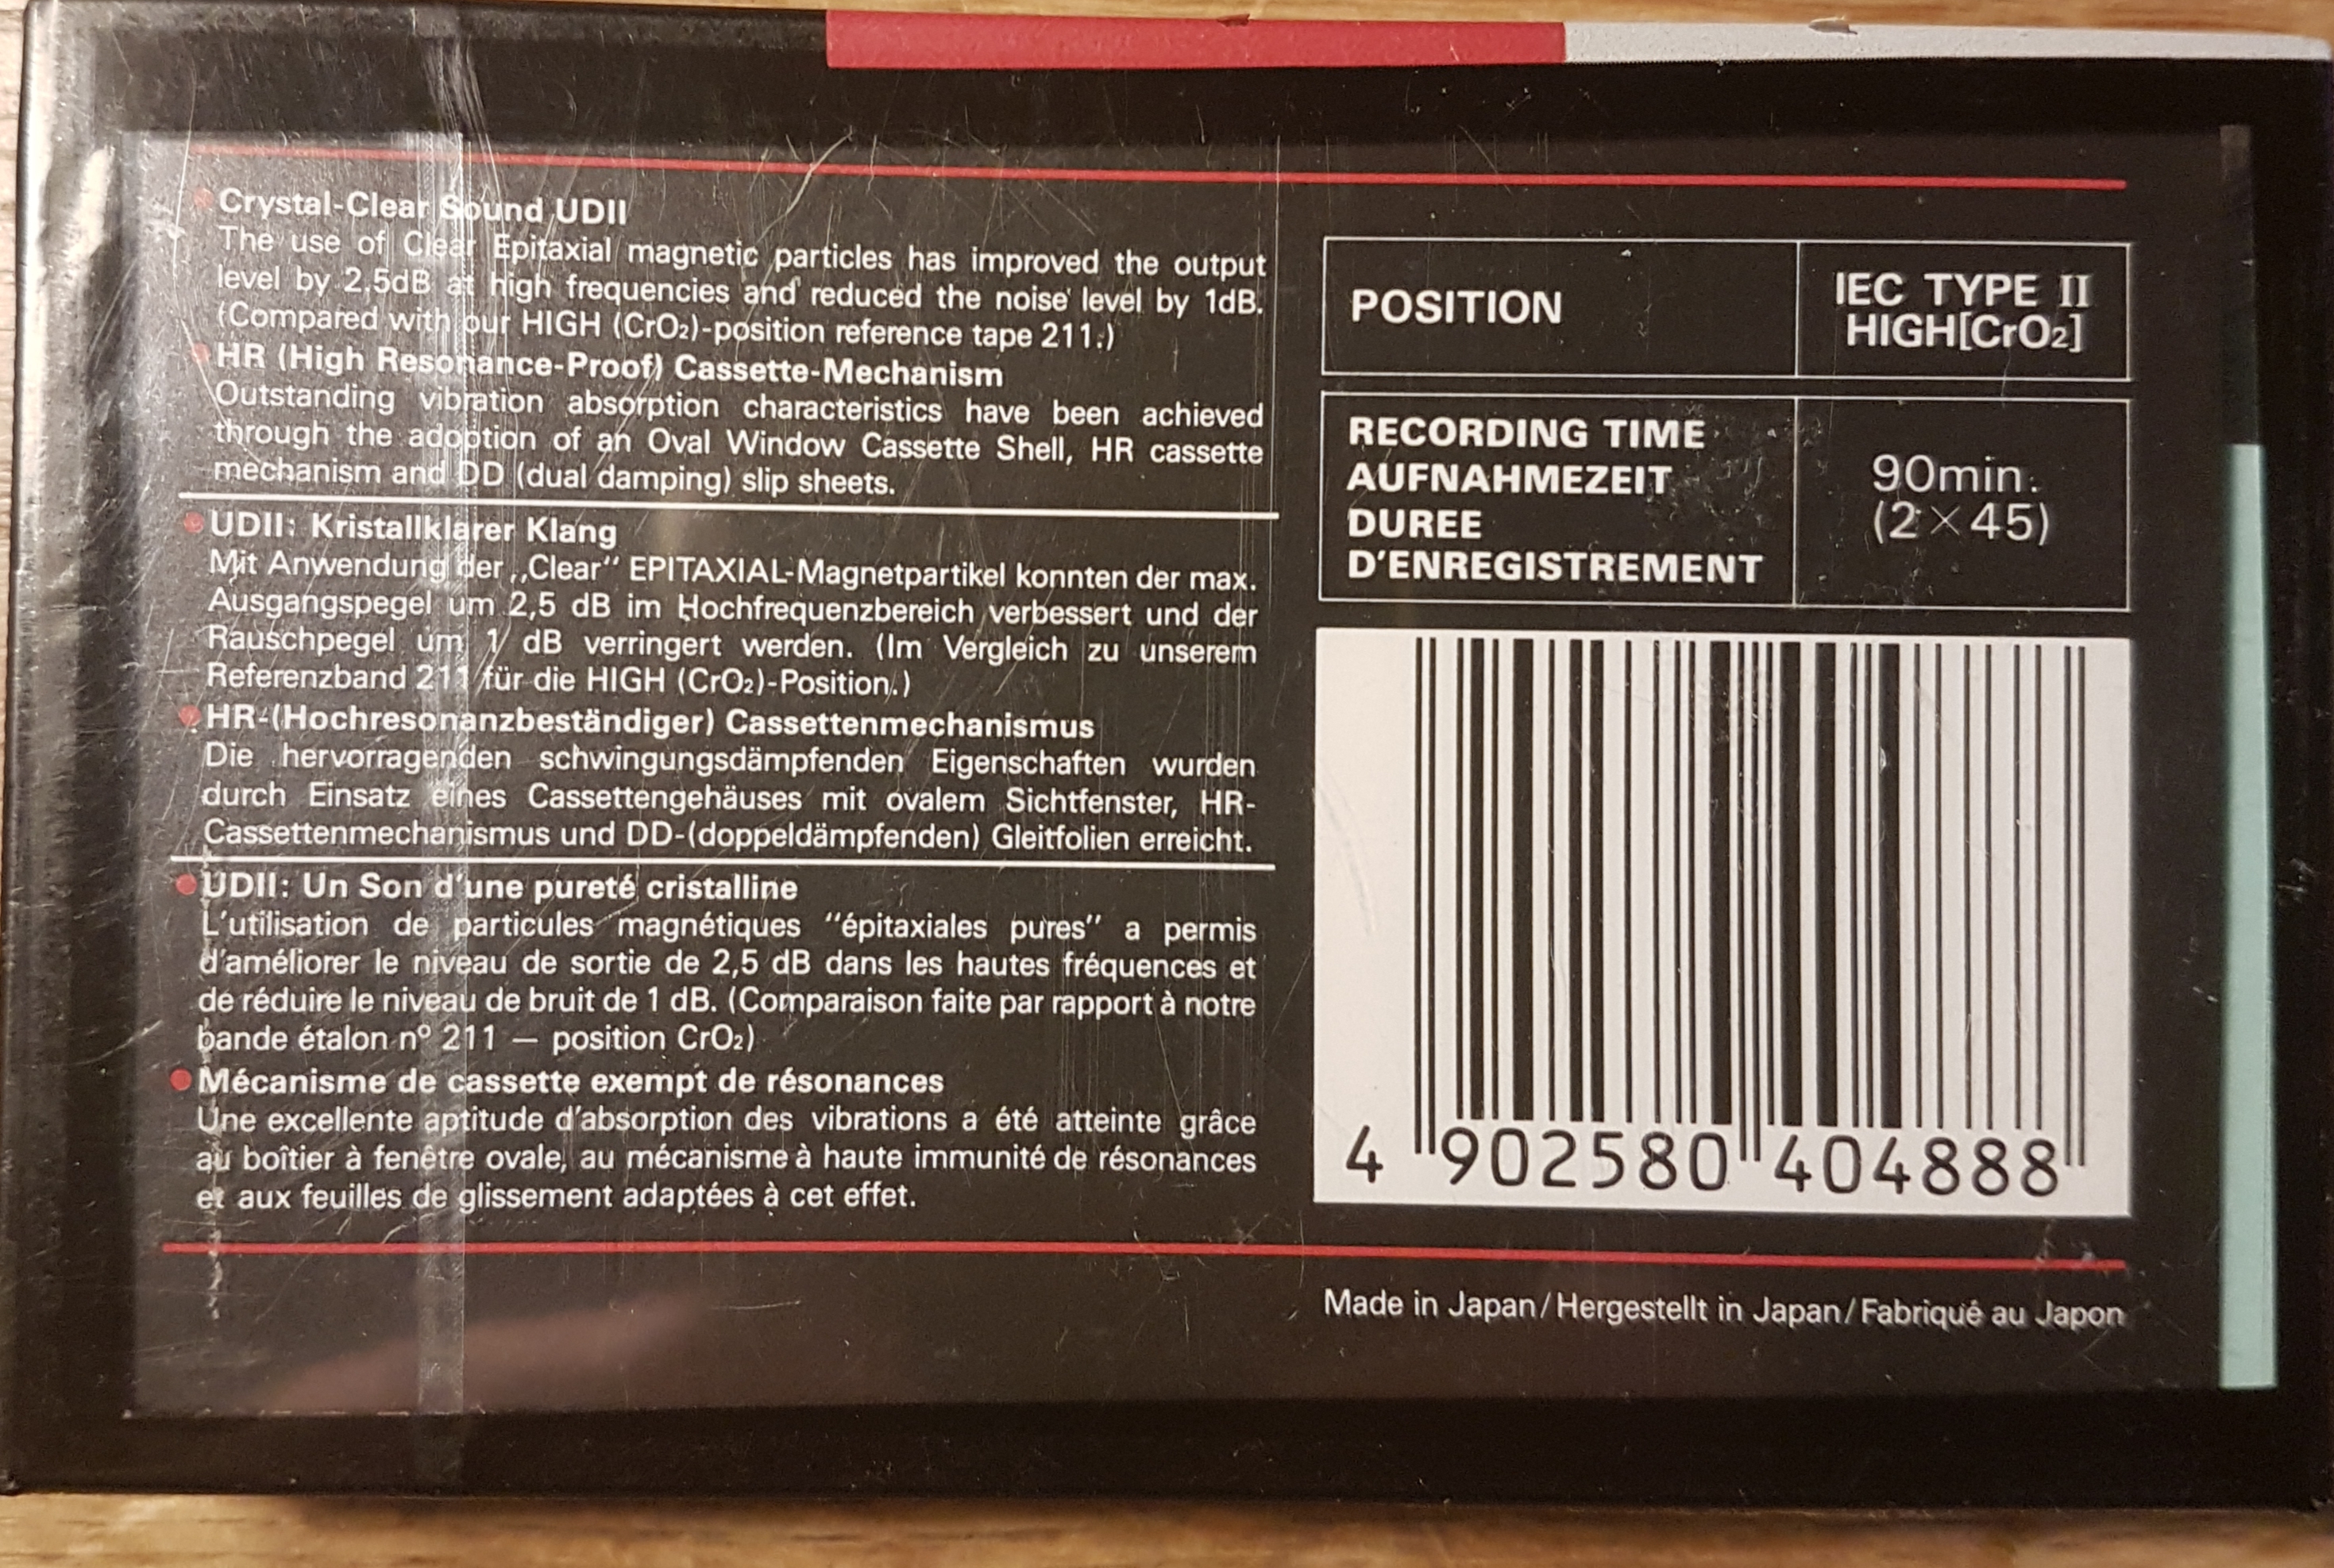 Crystal-Clear Sound UDII
The use of Clear Epitaxial magnetic particles has improved the output
level by 2.5dB at high frequencies and reduced the noise level by 1dB.
(Compared with our HIGH (CrO₂)-position reference tape 211.)
HR (High Resonance-Proof) Cassette-Mechanism
Outstanding vibration absorption characteristics have been achieved
through the adoption of an Oval Window Cassette Shell, HR cassette
mechanism and DD (dual damping) slip sheets.
UDII: Kristallklarer Klang
Mit Anwendung der „Clear“ EPITAXIAL-Magnetpartikel konnten der max.
Ausgangspegel um 2,5 dB im Hochfrequenzbereich verbessert und der
Rauschpegel um 1 dB verringert werden. (Im Vergleich zu unserem
Referenzband 211 für die HIGH (CrO₂)-Position.)
HR-(Hochresonanzbeständiger) Cassettenmechanismus
Die hervorragenden schwingungsdämpfenden Eigenschaften wurden
durch Einsatz eines Cassettengehäuses mit ovalem Sichtfenster, HR-
Cassettenmechanismus und DD-(doppeldämpfenden) Gleitfolien erreicht.
UDII: Un Son d'une pureté cristalline
L'utilisation de particules magnétiques "épitaxiales pures" a permis
d'améliorer le niveau de sortie de 2,5 dB dans les hautes fréquences et
de réduire le niveau de bruit de 1 dB. (Comparaison faite par rapport à notre
bande étalon nº 211 — position CrO₂)
Mécanisme de cassette exempt de résonances
Une excellente aptitude d'absorption des vibrations a été atteinte grâce
au boîtier à fenêtre ovale, au mécanisme à haute immunité de résonances
et aux feuilles de glissement adaptées à cet effet.
POSITION
IEC TYPE II
HIGH[CrO₂]
RECORDING TIME
AUFNAHMEZEIT
DUREE
D'ENREGISTREMENT
90min.
(2×45)
4 902580 404888
Made in Japan/Hergestellt in Japan/Fabriqué au Japon